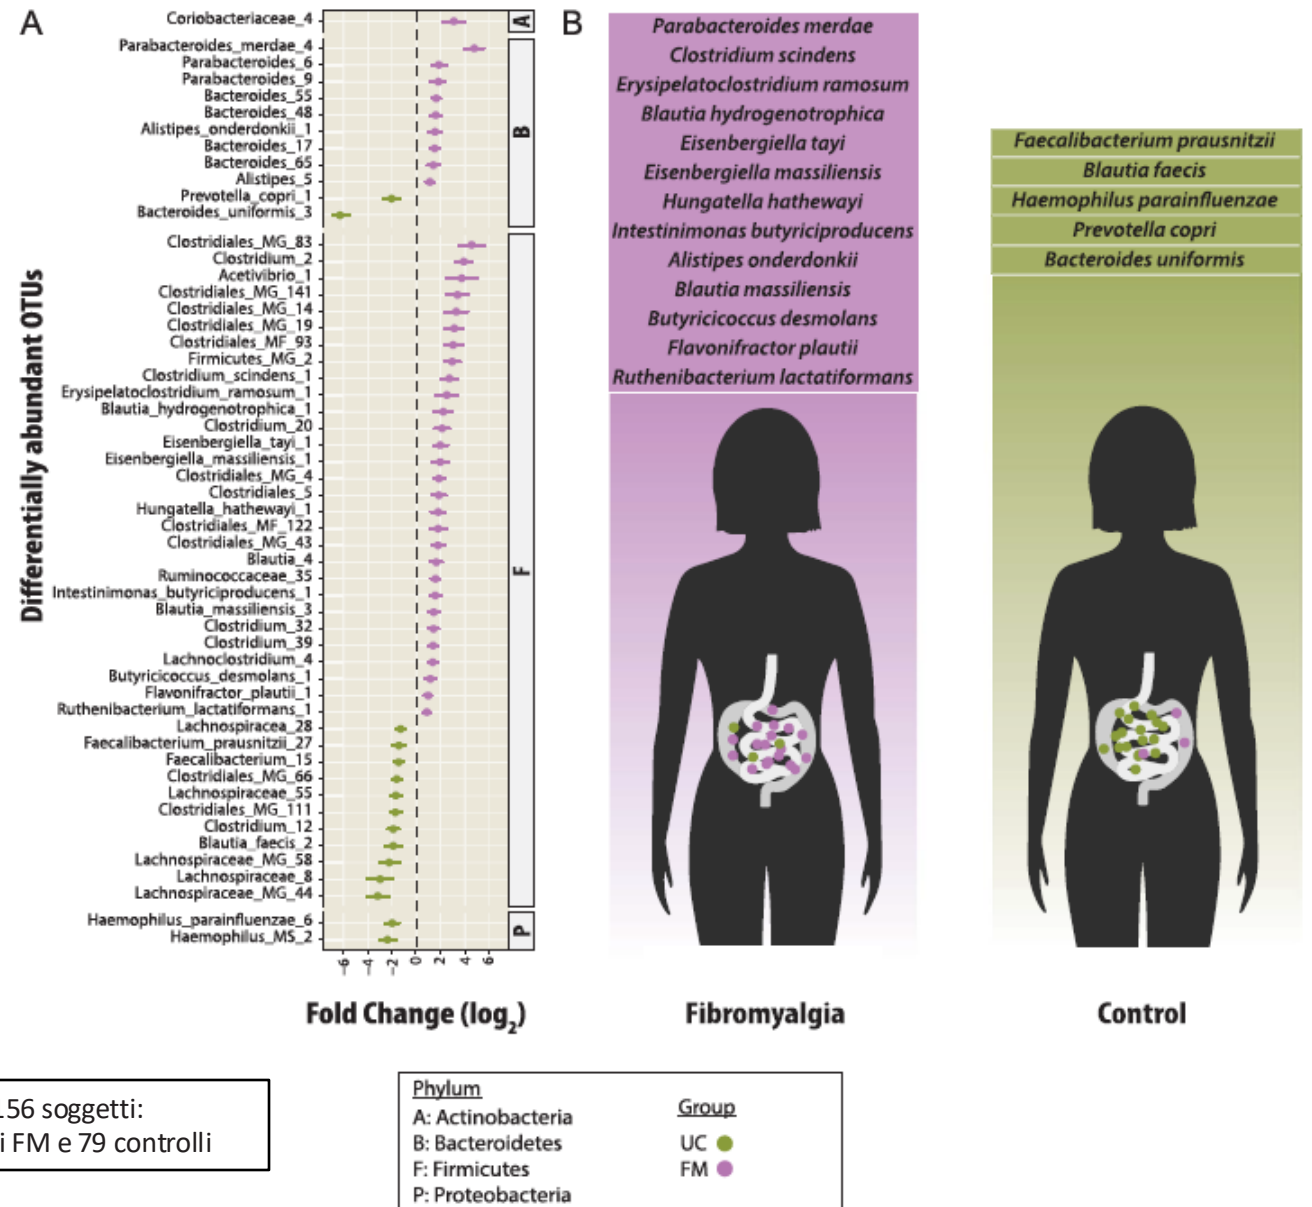 A
Coriobacteriaceae_4
Parabacteroides_merdae_4
Parabacteroides_6
Parabacteroides_9
Bacteroides_55
Bacteroides_48
Alistipes_onderdonkii_1
Bacteroides_17
Bacteroides_65
Alistipes_5
Prevotella_copri_1
Bacteroides_uniformis_3
Clostridiales_MG_83
Clostridium_2
Acetivibrio_1
Clostridiales_MG_141
Clostridiales_MG_14
Clostridiales_MG_19
Clostridiales_MF_93
Firmicutes_MG_2
Clostridium_scindens_1
Erysipelatoclostridium_ramosum_1
Blautia_hydrogenotrophica_1
Clostridium_20
Eisenbergiella_tayi_1
Eisenbergiella_massiliensis_1
Clostridiales_MG_4
Clostridiales_5
Hungatella_hathewayi_1
Clostridiales_MF_122
Clostridiales_MG_43
Blautia_4
Ruminococcaceae_35
Intestinimonas_butyriciproducens_1
Blautia_massiliensis_3
Clostridium_32
Clostridium_39
Lachnoclostridium_4
Butyricicoccus_desmolans_1
Flavonifractor_plautii_1
Ruthenibacterium_lactatiformans_1
Lachnospiracea_28
Faecalibacterium_prausnitzii_27
Faecalibacterium_15
Clostridiales_MG_66
Lachnospiraceae_55
Clostridiales_MG_111
Clostridium_12
Blautia_faecis_2
Lachnospiraceae_MG_58
Lachnospiraceae_8
Lachnospiraceae_MG_44
Haemophilus_parainfluenzae_6
Haemophilus_MS_2
Differentially abundant OTUs
A
B
F
P
-6 -4 -2 0 2 4 6
Fold Change (log2)
B
Parabacteroides merdae
Clostridium scindens
Erysipelatoclostridium ramosum
Blautia hydrogenotrophica
Eisenbergiella tayi
Eisenbergiella massiliensis
Hungatella hathewayi
Intestinimonas butyriciproducens
Alistipes onderdonkii
Blautia massiliensis
Butyricicoccus desmolans
Flavonifractor plautii
Ruthenibacterium lactatiformans
Fibromyalgia
Faecalibacterium prausnitzii
Blautia faecis
Haemophilus parainfluenzae
Prevotella copri
Bacteroides uniformis
Control
156 soggetti:
i FM e 79 controlli
Phylum
A: Actinobacteria
B: Bacteroidetes
F: Firmicutes
P: Proteobacteria
Group
UC
FM